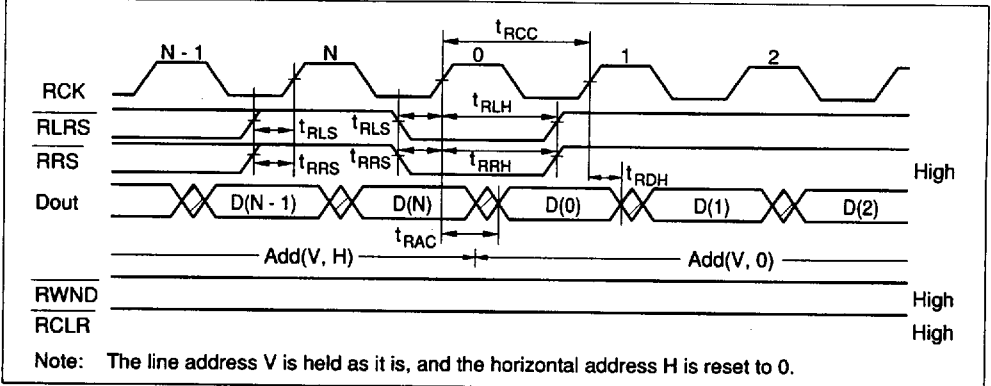 tRCC
N - 1 N 0 1 2
RCK
tRLH
RLRS tRLS tRLS
RRS tRRS tRRS tRRH High
tRDH
Dout D(N - 1) D(N) D(0) D(1) D(2)
tRAC
Add(V, H) Add(V, 0)
RWND High
RCLR High
Note: The line address V is held as it is, and the horizontal address H is reset to 0.